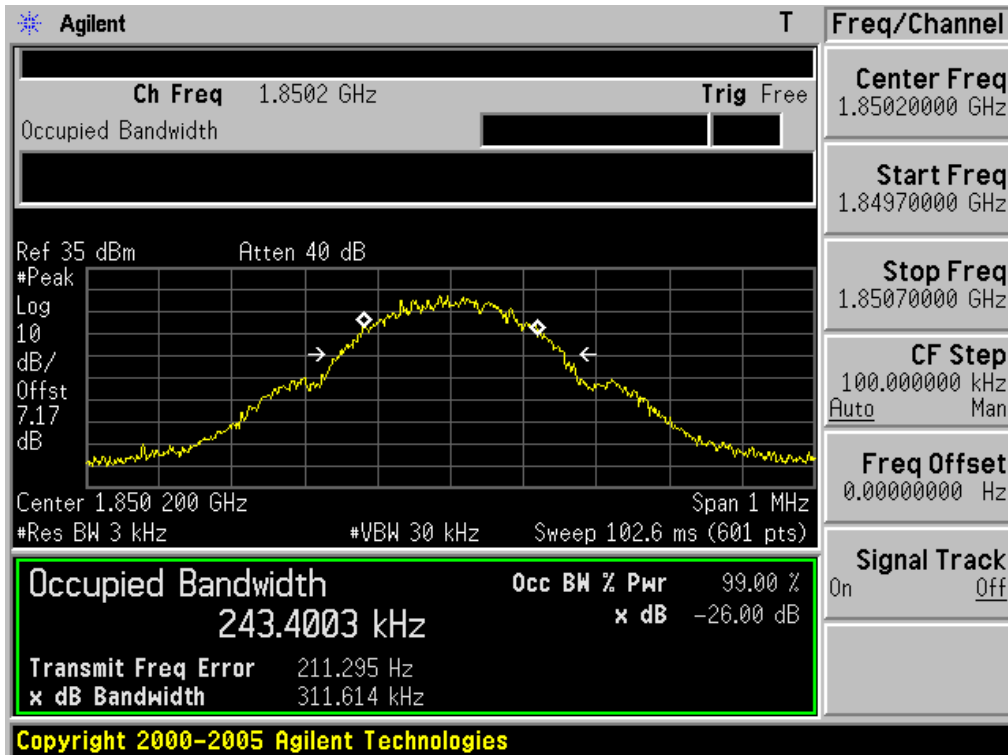 Agilent T
Freq/Channel
Ch Freq 1.8502 GHz Trig Free
Occupied Bandwidth
Center Freq
1.85020000 GHz
Start Freq
1.84970000 GHz
Stop Freq
1.85070000 GHz
CF Step
100.000000 kHz
Auto Man
Freq Offset
0.00000000 Hz
Signal Track
On Off
Ref 35 dBm Atten 40 dB
#Peak
Log
10
dB/
Offst
7.17
dB
Center 1.850 200 GHz Span 1 MHz
#Res BW 3 kHz #VBW 30 kHz Sweep 102.6 ms (601 pts)
Occupied Bandwidth Occ BW % Pwr 99.00 %
243.4003 kHz x dB -26.00 dB
Transmit Freq Error 211.295 Hz
x dB Bandwidth 311.614 kHz
Copyright 2000-2005 Agilent Technologies